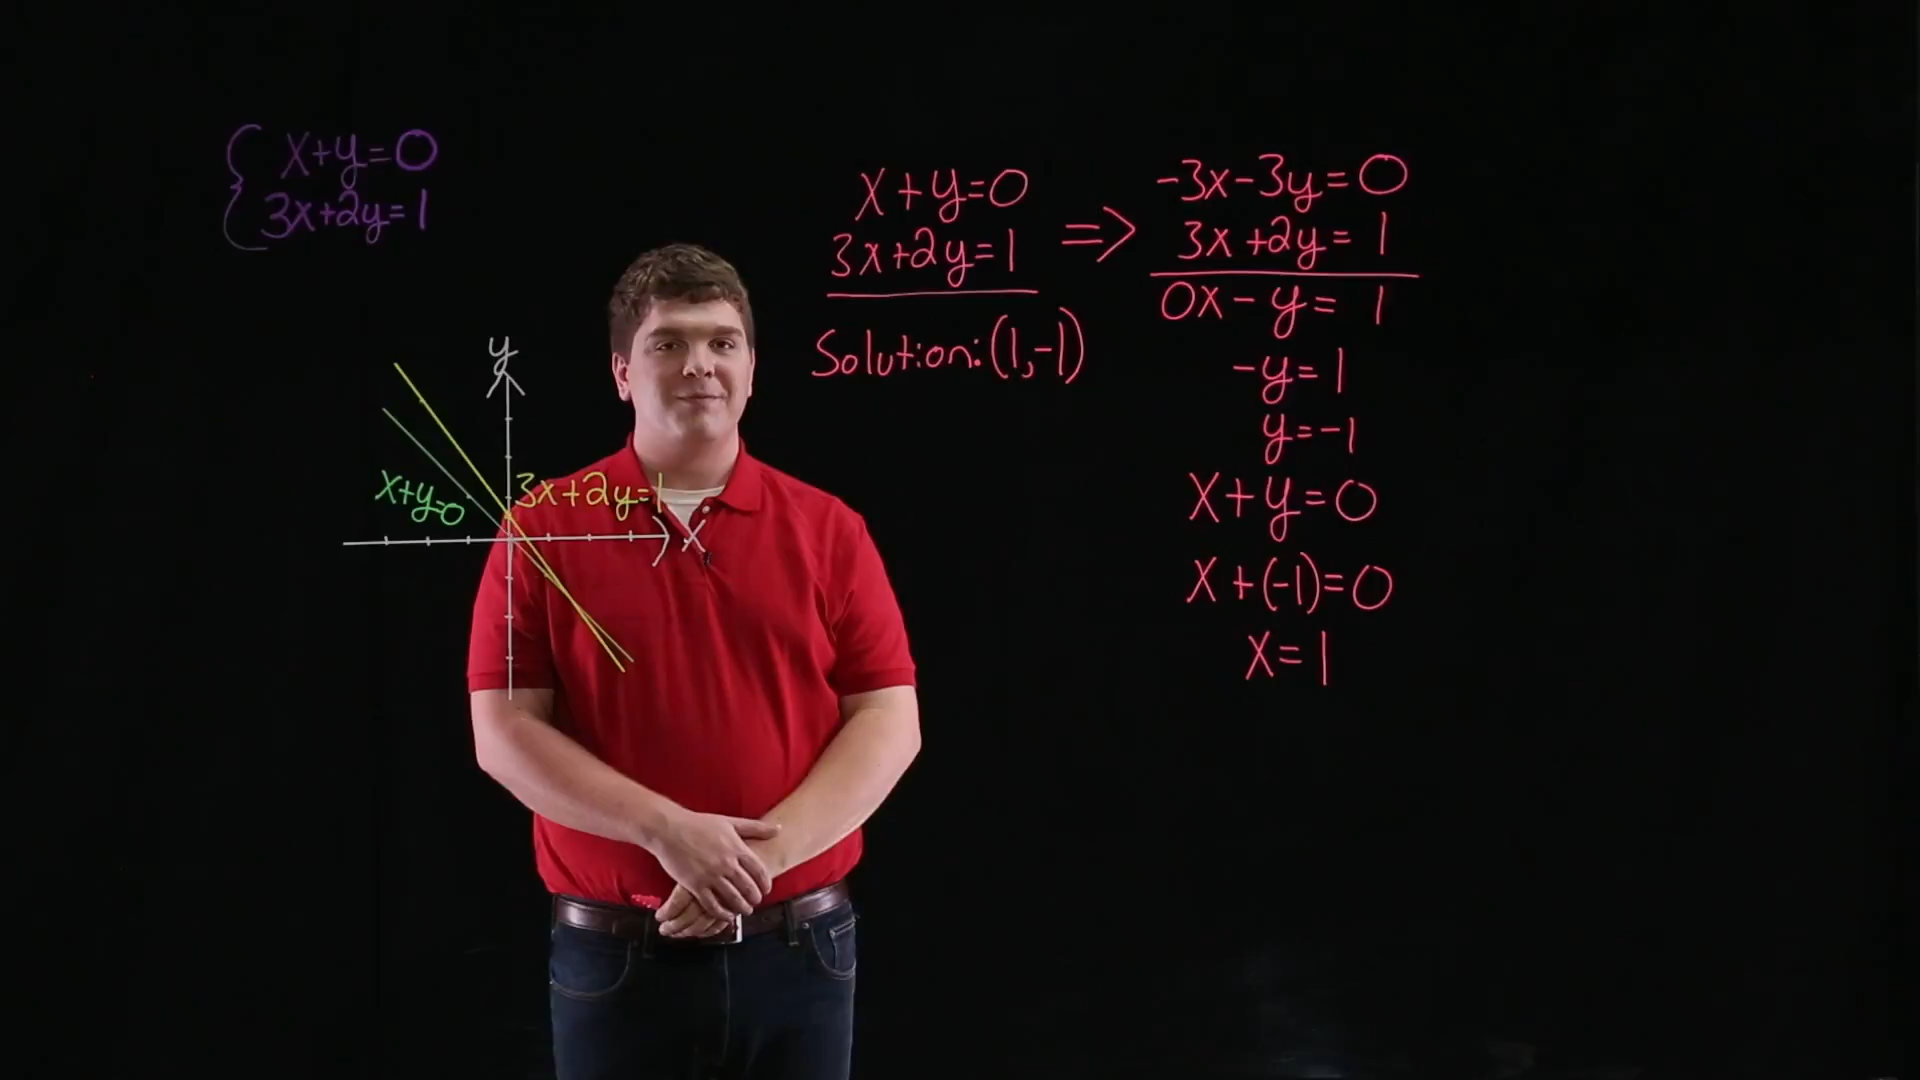 x+y=0
3x+2y=1
y
x+y=0
3x+2y=1
x
x+y=0
3x+2y=1
Solution: (1,-1)
=>
-3x-3y=0
3x+2y=1
0x-y=1
-y=1
y=-1
x+y=0
x+(-1)=0
x=1